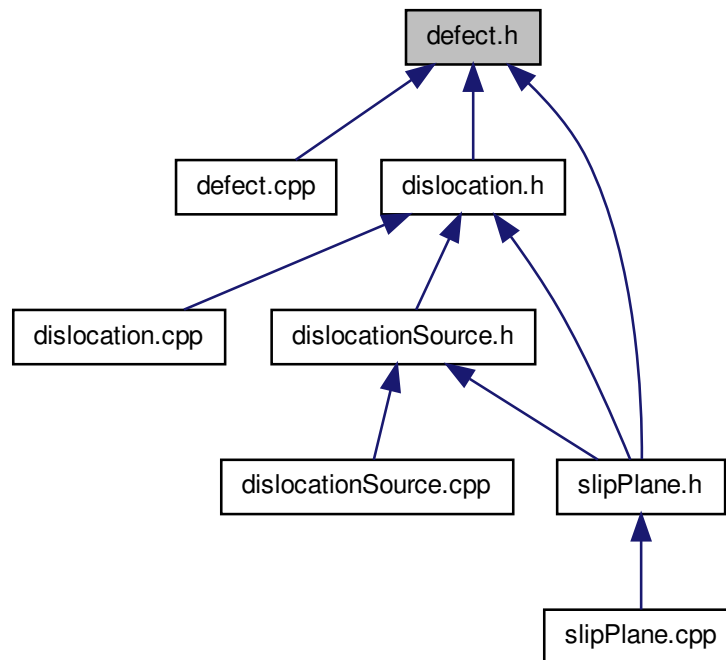 defect.h
defect.cpp
dislocation.h
dislocation.cpp
dislocationSource.h
dislocationSource.cpp
slipPlane.h
slipPlane.cpp